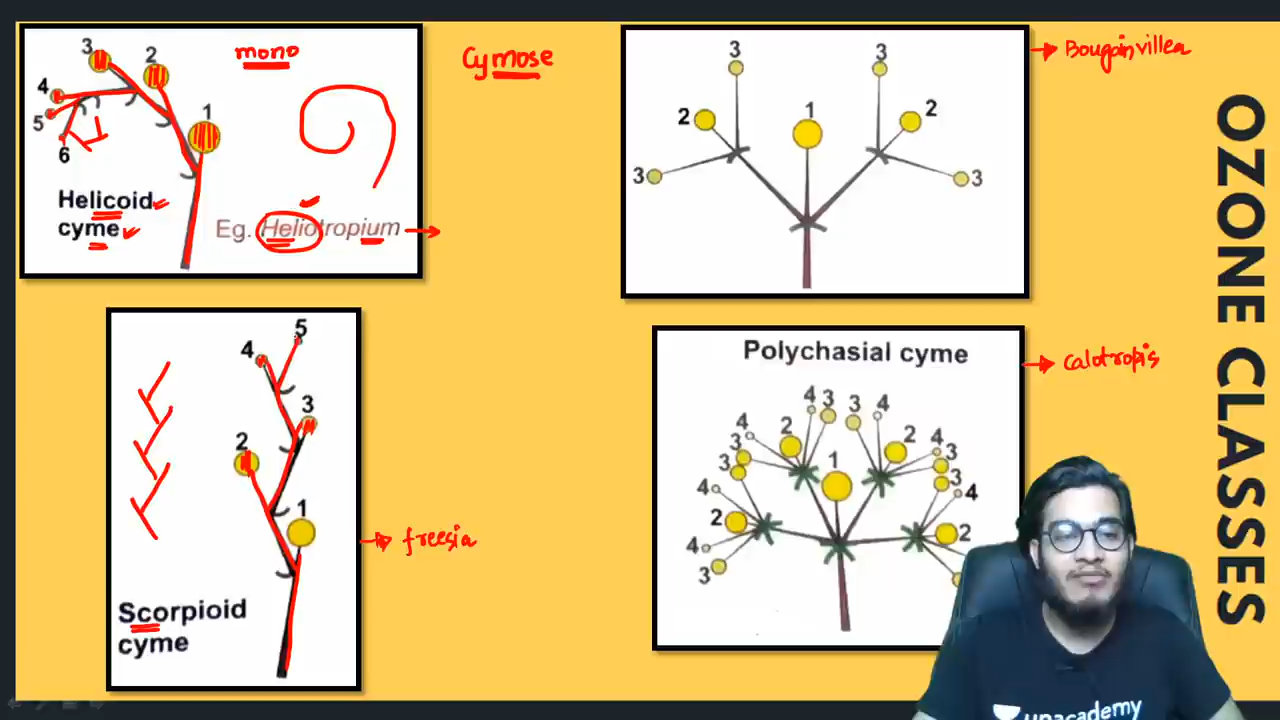 mono
3
2
1
4
5
6
Helicoid
cyme
Eg. Heliotropium
Cymose
3
3
2
1
2
3
3
Bougainvillea
Polychasial cyme
Calotropis
4
3
3
4
4
2
2
4
3
1
3
3
3
4
4
2
2
4
3
5
4
3
2
1
freesia
Scorpioid
cyme
OZONE CLASSES
unacademy